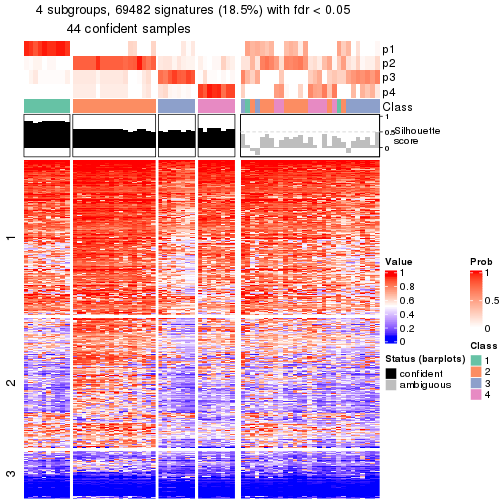 4 subgroups, 69482 signatures (18.5%) with fdr < 0.05
44 confident samples
p1
p2
p3
p4
Class
1
0.5
0
Silhouette
score
1
2
3
Value
1
0.8
0.6
0.4
0.2
0
Prob
1
0.5
0
Status (barplots)
confident
ambiguous
Class
1
2
3
4